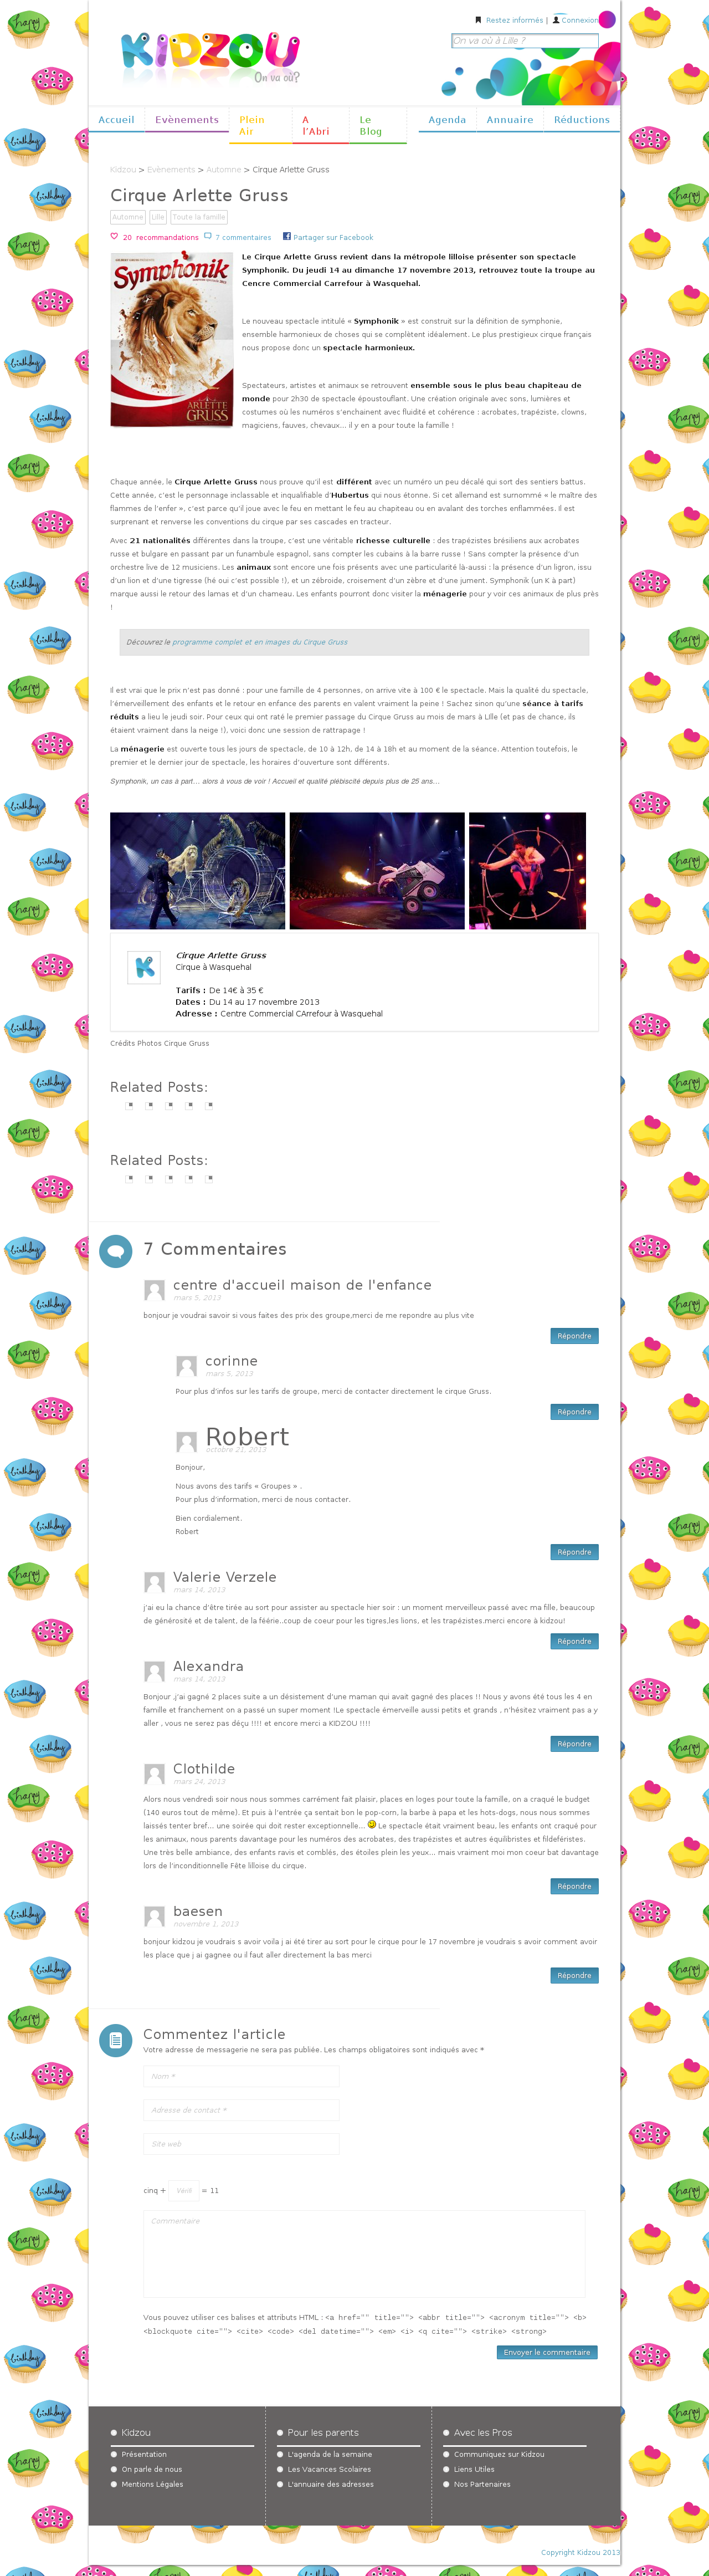 Restez informés | Connexion
KIDZOU
On va où?
On va où à Lille ?
Accueil
Evènements
Plein Air
A l'Abri
Le Blog
Agenda
Annuaire
Réductions
Kidzou > Evènements > Automne > Cirque Arlette Gruss
Cirque Arlette Gruss
Automne Lille Toute la famille
20 recommandations 7 commentaires Partager sur Facebook
Symphonik
ARLETTE GRUSS
Le Cirque Arlette Gruss revient dans la métropole lilloise présenter son spectacle
Symphonik. Du jeudi 14 au dimanche 17 novembre 2013, retrouvez toute la troupe au
Cencre Commercial Carrefour à Wasquehal.
Le nouveau spectacle intitulé « Symphonik » est construit sur la définition de symphonie,
ensemble harmonieux de choses qui se complètent idéalement. Le plus prestigieux cirque français
nous propose donc un spectacle harmonieux.
Spectateurs, artistes et animaux se retrouvent ensemble sous le plus beau chapiteau de
monde pour 2h30 de spectacle époustouflant. Une création originale avec sons, lumières et
costumes où les numéros s'enchainent avec fluidité et cohérence : acrobates, trapéziste, clowns,
magiciens, fauves, chevaux… il y en a pour toute la famille !
Chaque année, le Cirque Arlette Gruss nous prouve qu'il est différent avec un numéro un peu décalé qui sort des sentiers battus.
Cette année, c'est le personnage inclassable et inqualifiable d'Hubertus qui nous étonne. Si cet allemand est surnommé « le maître des
flammes de l'enfer », c'est parce qu'il joue avec le feu en mettant le feu au chapiteau ou en avalant des torches enflammées. Il est
surprenant et renverse les conventions du cirque par ses cascades en tracteur.
Avec 21 nationalités différentes dans la troupe, c'est une véritable richesse culturelle : des trapézistes brésiliens aux acrobates
russes et bulgare en passant par un funambule espagnol, sans compter les cubains à la barre russe ! Sans compter la présence d'un
orchestre live de 12 musiciens. Les animaux sont encore une fois présents avec une particularité là-aussi : la présence d'un ligron, issu
d'un lion et d'une tigresse (hé oui c'est possible !), et un zébroide, croisement d'un zèbre et d'une jument. Symphonik (un K à part)
marque aussi le retour des lamas et d'un chameau. Les enfants pourront donc visiter la ménagerie pour y voir ces animaux de plus près
!
Découvrez le programme complet et en images du Cirque Gruss
Il est vrai que le prix n'est pas donné : pour une famille de 4 personnes, on arrive vite à 100 € le spectacle. Mais la qualité du spectacle,
l'émerveillement des enfants et le retour en enfance des parents en valent vraiment la peine ! Sachez sinon qu'une séance à tarifs
réduits a lieu le jeudi soir. Pour ceux qui ont raté le premier passage du Cirque Gruss au mois de mars à Lille (et pas de chance, ils
étaient vraiment dans la neige !), voici donc une session de rattrapage !
La ménagerie est ouverte tous les jours de spectacle, de 10 à 12h, de 14 à 18h et au moment de la séance. Attention toutefois, le
premier et le dernier jour de spectacle, les horaires d'ouverture sont différents.
Symphonik, un cas à part… alors à vous de voir ! Accueil et qualité plébiscité depuis plus de 25 ans…
Cirque Arlette Gruss
Cirque à Wasquehal
Tarifs : De 14€ à 35 €
Dates : Du 14 au 17 novembre 2013
Adresse : Centre Commercial CArrefour à Wasquehal
Crédits Photos Cirque Gruss
Related Posts:
Related Posts:
7 Commentaires
centre d'accueil maison de l'enfance
mars 5, 2013
bonjour je voudrai savoir si vous faites des prix des groupe,merci de me repondre au plus vite
Répondre
corinne
mars 5, 2013
Pour plus d'infos sur les tarifs de groupe, merci de contacter directement le cirque Gruss.
Répondre
Robert
octobre 21, 2013
Bonjour,
Nous avons des tarifs « Groupes » .
Pour plus d'information, merci de nous contacter.
Bien cordialement.
Robert
Répondre
Valerie Verzele
mars 14, 2013
j'ai eu la chance d'être tirée au sort pour assister au spectacle hier soir : un moment merveilleux passé avec ma fille, beaucoup
de générosité et de talent, de la féérie..coup de coeur pour les tigres,les lions, et les trapézistes.merci encore à kidzou!
Répondre
Alexandra
mars 14, 2013
Bonjour ,j'ai gagné 2 places suite a un désistement d'une maman qui avait gagné des places !! Nous y avons été tous les 4 en
famille et franchement on a passé un super moment !Le spectacle émerveille aussi petits et grands , n'hésitez vraiment pas a y
aller , vous ne serez pas déçu !!!! et encore merci a KIDZOU !!!!
Répondre
Clothilde
mars 24, 2013
Alors nous vendredi soir nous nous sommes carrément fait plaisir, places en loges pour toute la famille, on a craqué le budget
(140 euros tout de même). Et puis à l'entrée ça sentait bon le pop-corn, la barbe à papa et les hots-dogs, nous nous sommes
laissés tenter bref… une soirée qui doit rester exceptionnelle… Le spectacle était vraiment beau, les enfants ont craqué pour
les animaux, nous parents davantage pour les numéros des acrobates, des trapézistes et autres équilibristes et fildeféristes.
Une très belle ambiance, des enfants ravis et comblés, des étoiles plein les yeux… mais vraiment moi mon coeur bat davantage
lors de l'inconditionnelle Fête lilloise du cirque.
Répondre
baesen
novembre 1, 2013
bonjour kidzou je voudrais s avoir voila j ai été tirer au sort pour le cirque pour le 17 novembre je voudrais s avoir comment avoir
les place que j ai gagnee ou il faut aller directement la bas merci
Répondre
Commentez l'article
Votre adresse de messagerie ne sera pas publiée. Les champs obligatoires sont indiqués avec *
Nom *
Adresse de contact *
Site web
cinq + Vérif. = 11
Commentaire
Vous pouvez utiliser ces balises et attributs HTML : <a href="" title=""> <abbr title=""> <acronym title=""> <b>
<blockquote cite=""> <cite> <code> <del datetime=""> <em> <i> <q cite=""> <strike> <strong>
Envoyer le commentaire
Kidzou
Présentation
On parle de nous
Mentions Légales
Pour les parents
L'agenda de la semaine
Les Vacances Scolaires
L'annuaire des adresses
Avec les Pros
Communiquez sur Kidzou
Liens Utiles
Nos Partenaires
Copyright Kidzou 2013